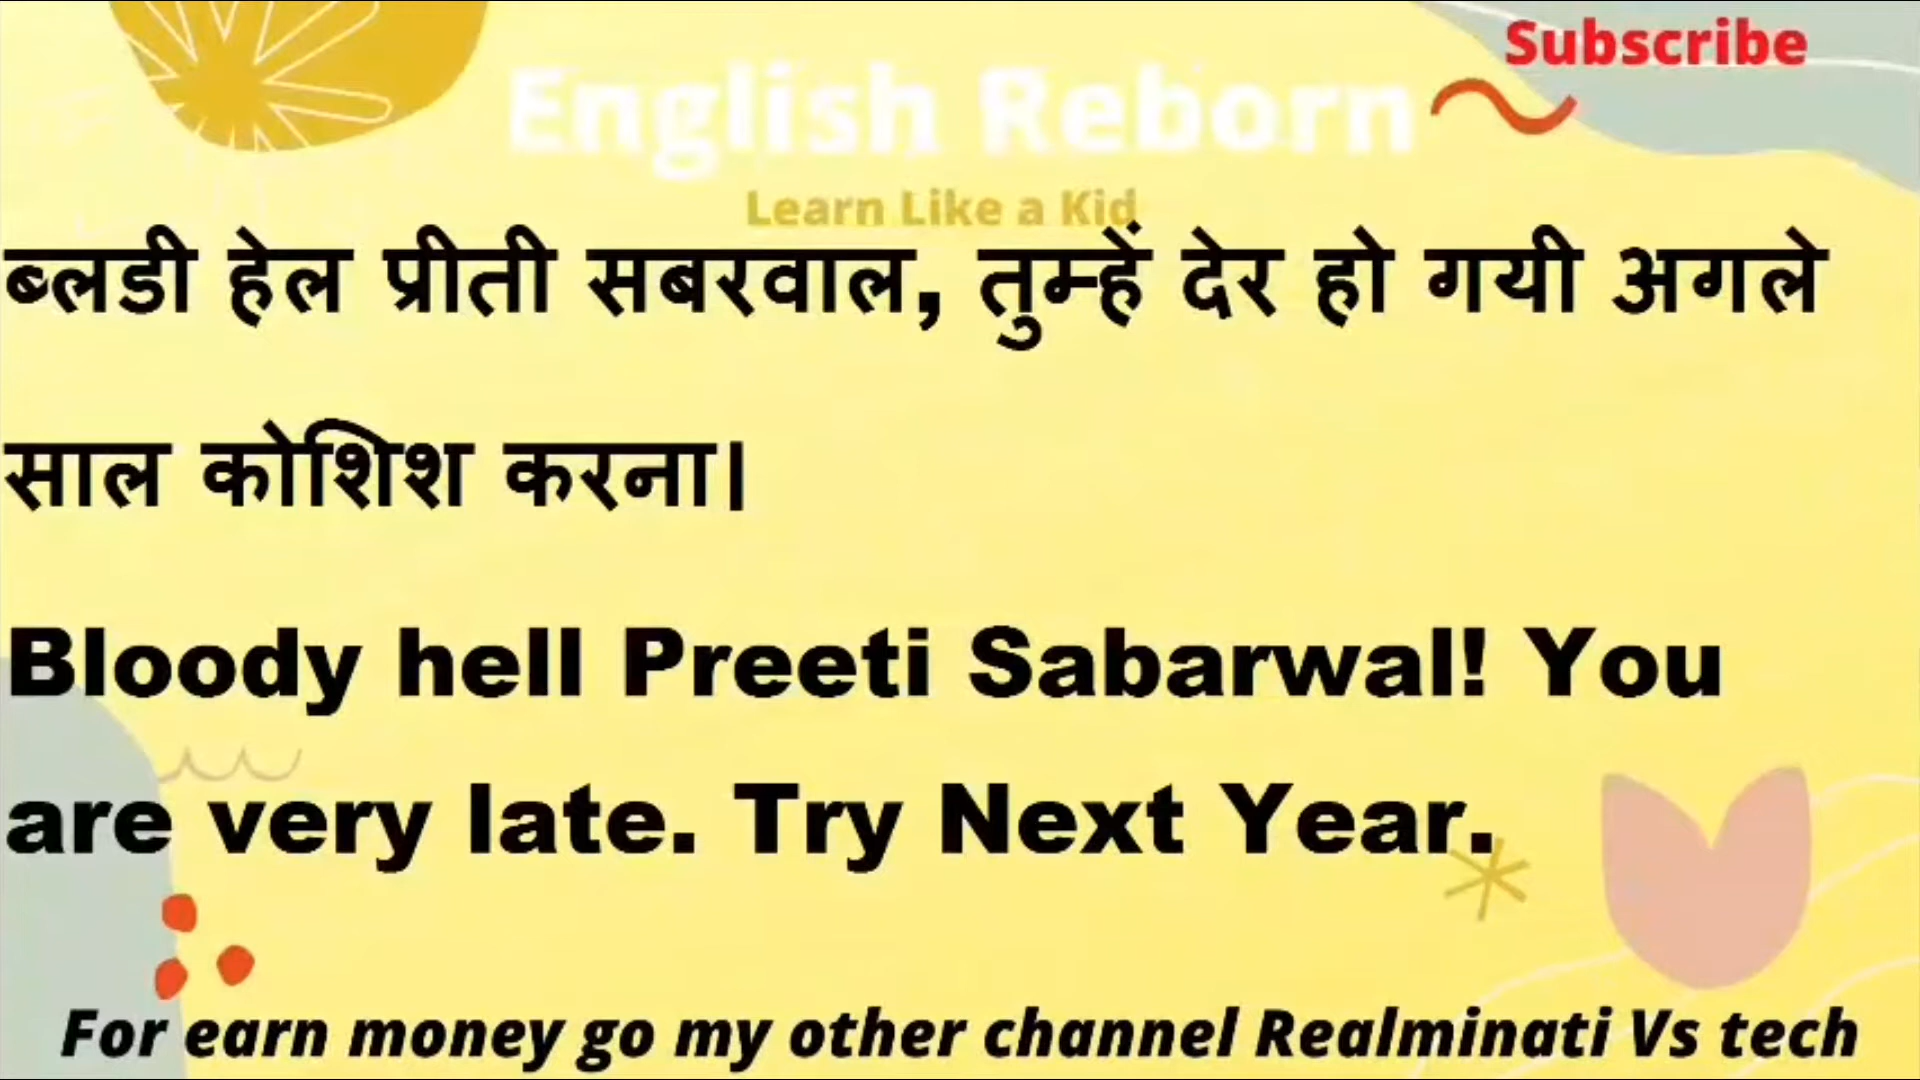 Subscribe
English Reborn
Learn Like a Kid
ब्लडी हेल प्रीती सबरवाल, तुम्हें देर हो गयी अगले
साल कोशिश करना।
Bloody hell Preeti Sabarwal! You
are very late. Try Next Year.
For earn money go my other channel Realminati Vs tech